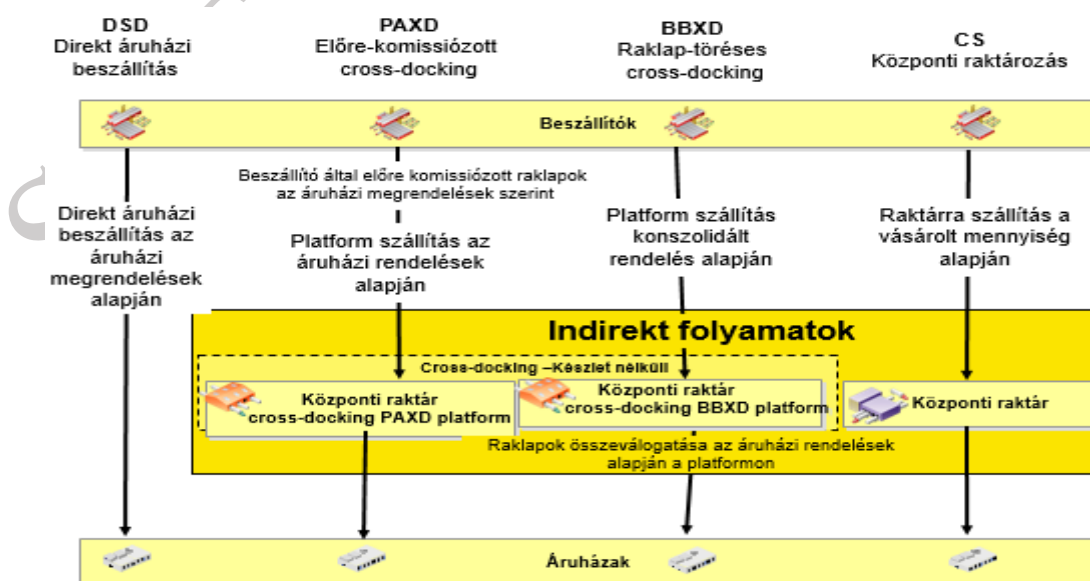 DSD
Direkt áruházi
beszállítás
PAXD
Előre-komissiózott
cross-docking
BBXD
Raklap-töréses
cross-docking
CS
Központi raktározás
Beszállítók
Beszállító által előre komissiózott raklapok
az áruházi megrendelések szerint
Direkt áruházi
beszállítás az
áruházi
megrendelések
alapján
Platform szállítás az
áruházi rendelések
alapján
Platform szállítás
konszolidált
rendelés alapján
Raktárra szállítás a
vásárolt mennyiség
alapján
Indirekt folyamatok
Cross-docking –Készlet nélküli
Központi raktár
cross-docking PAXD platform
Központi raktár
cross-docking BBXD platform
Központi raktár
Raklapok összeválogatása az áruházi rendelések
alapján a platformon
Áruházak